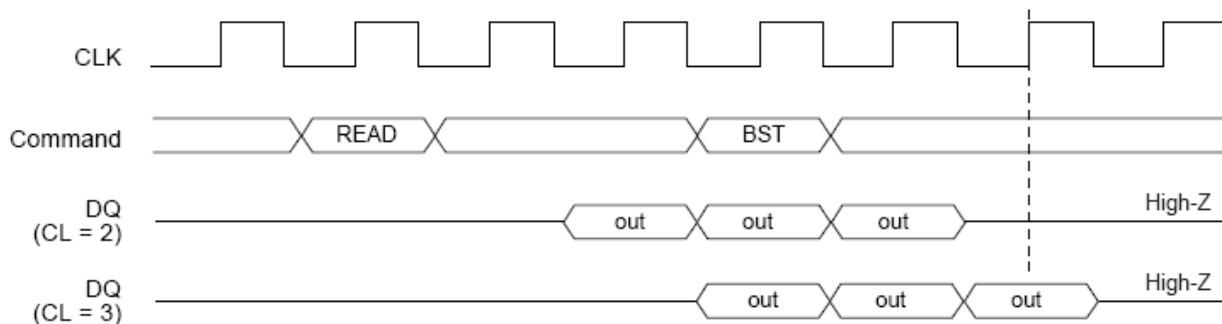 CLK
Command
READ
BST
DQ
(CL = 2)
out
out
out
High-Z
DQ
(CL = 3)
out
out
out
High-Z